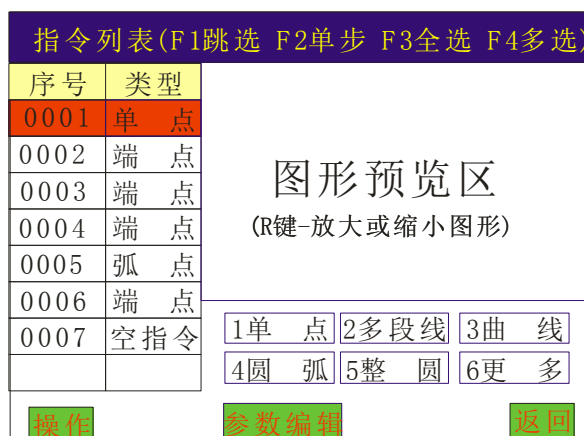 指令列表(F1跳选 F2单步 F3全选 F4多选)
序号 类型
0001 单 点
0002 端 点
0003 端 点
0004 端 点
0005 弧 点
0006 端 点
0007 空指令
图形预览区
(R键-放大或缩小图形)
1单 点 2多段线 3曲 线
4圆 弧 5整 圆 6更 多
操作 参数编辑 返回